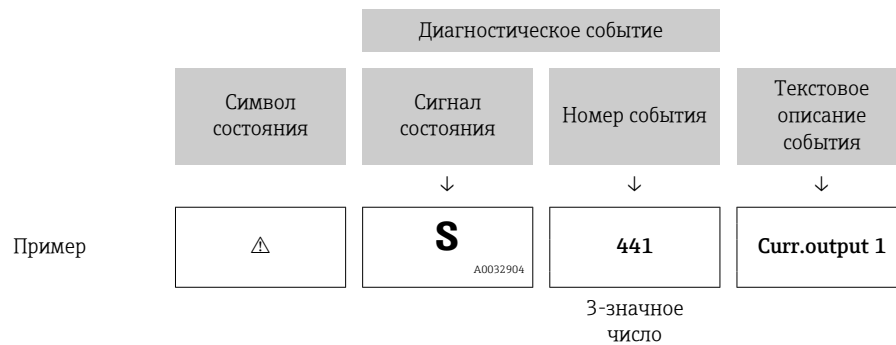 Диагностическое событие
Символ
состояния
Сигнал
состояния
Номер события
Текстовое
описание
события
↓ ↓ ↓
Пример ⚠ S 441 Curr.output 1
A0032904
3-значное
число